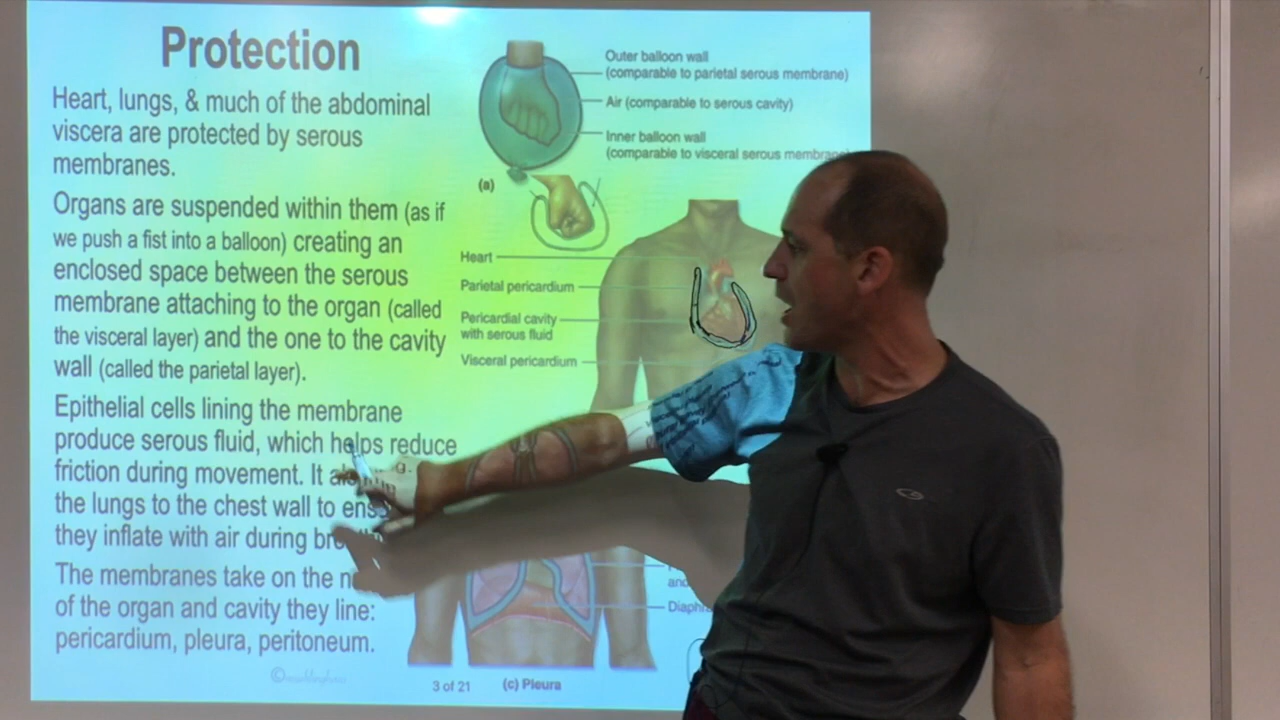 Protection
Heart, lungs, & much of the abdominal
viscera are protected by serous
membranes.
Organs are suspended within them (as if
we push a fist into a balloon) creating an
enclosed space between the serous
membrane attaching to the organ (called
the visceral layer) and the one to the cavity
wall (called the parietal layer).
Epithelial cells lining the membrane
produce serous fluid, which helps reduce
friction during movement. It
the lungs to the chest wall to
they inflate with air during
The membranes take on the
of the organ and cavity they line:
pericardium, pleura, peritoneum.
Outer balloon wall
(comparable to parietal serous membrane)
Air (comparable to serous cavity)
Inner balloon wall
(comparable to visceral serous membrane)
(a)
Heart
Parietal pericardium
Pericardial cavity
with serous fluid
Visceral pericardium
and
3 of 21
(c) Pleura